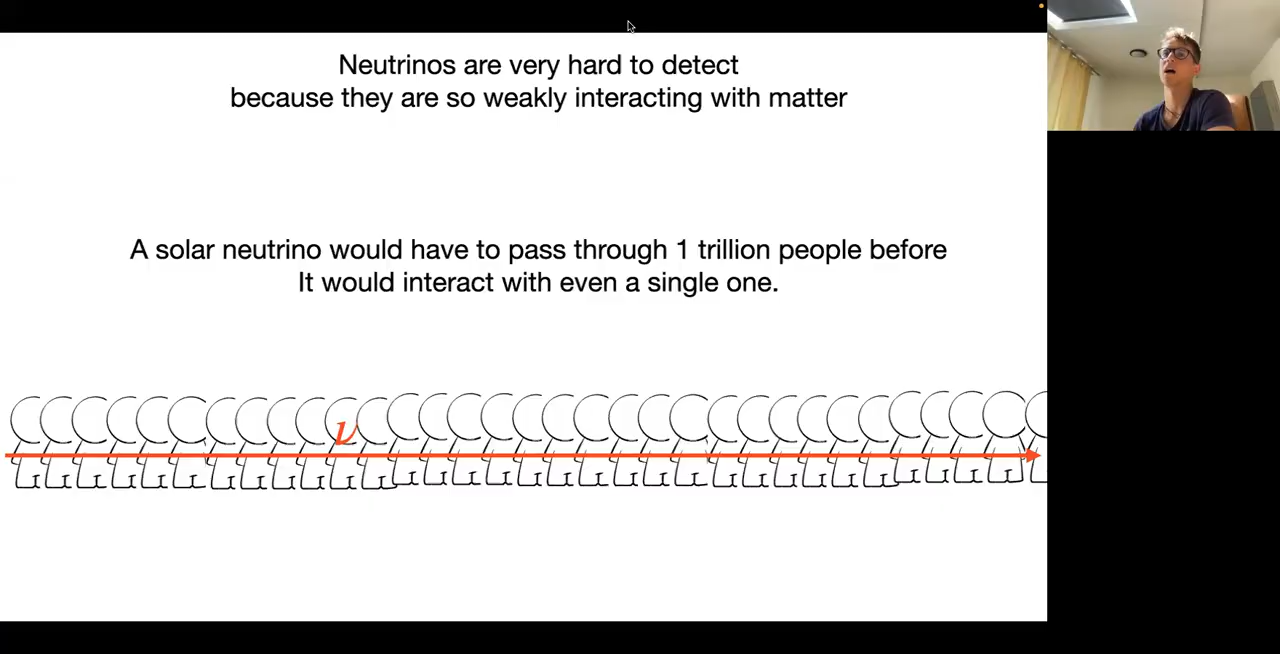 Neutrinos are very hard to detect
because they are so weakly interacting with matter
A solar neutrino would have to pass through 1 trillion people before
It would interact with even a single one.
ν